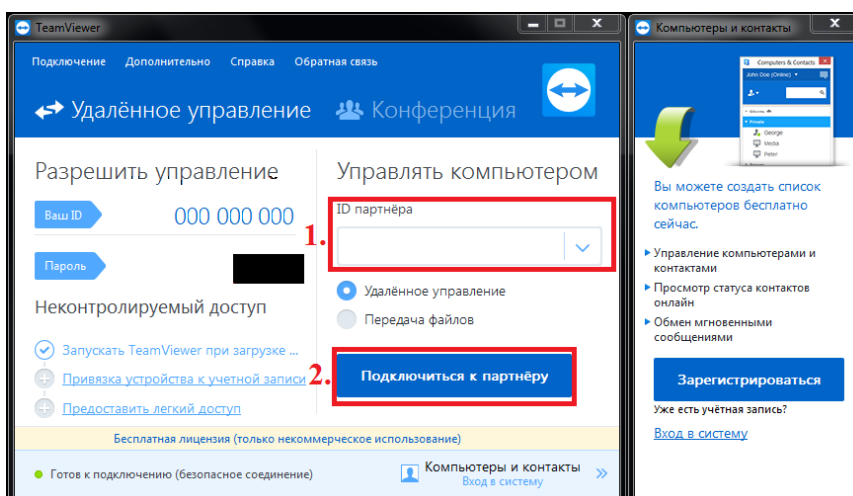 TeamViewer
Подключение Дополнительно Справка Обратная связь
Удалённое управление Конференция
Разрешить управление
Ваш ID 000 000 000
Пароль
Неконтролируемый доступ
Запускать TeamViewer при загрузке ...
Привязка устройства к учетной записи
Предоставить легкий доступ
Управлять компьютером
1.
ID партнёра
Удалённое управление
Передача файлов
2.
Подключиться к партнёру
Бесплатная лицензия (только некоммерческое использование)
Готов к подключению (безопасное соединение)
Компьютеры и контакты
Вход в систему
Компьютеры и контакты
Computers & Contacts
John Doe (Online)
Private
George
Media
Peter
Вы можете создать список
компьютеров бесплатно
сейчас.
Управление компьютерами и
контактами
Просмотр статуса контактов
онлайн
Обмен мгновенными
сообщениями
Зарегистрироваться
Уже есть учётная запись?
Вход в систему